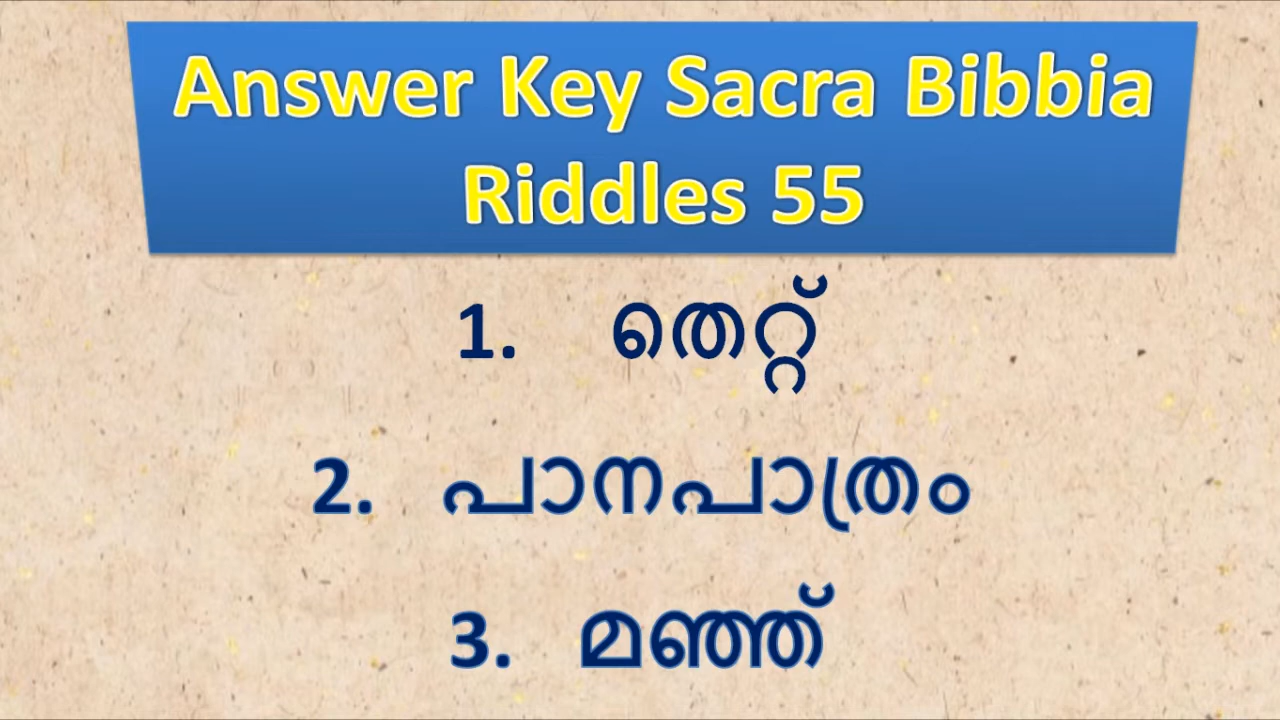 Answer Key Sacra Bibbia
Riddles 55
1. തെറ്റ്
2. പാനപാത്രം
3. മഞ്ഞ്